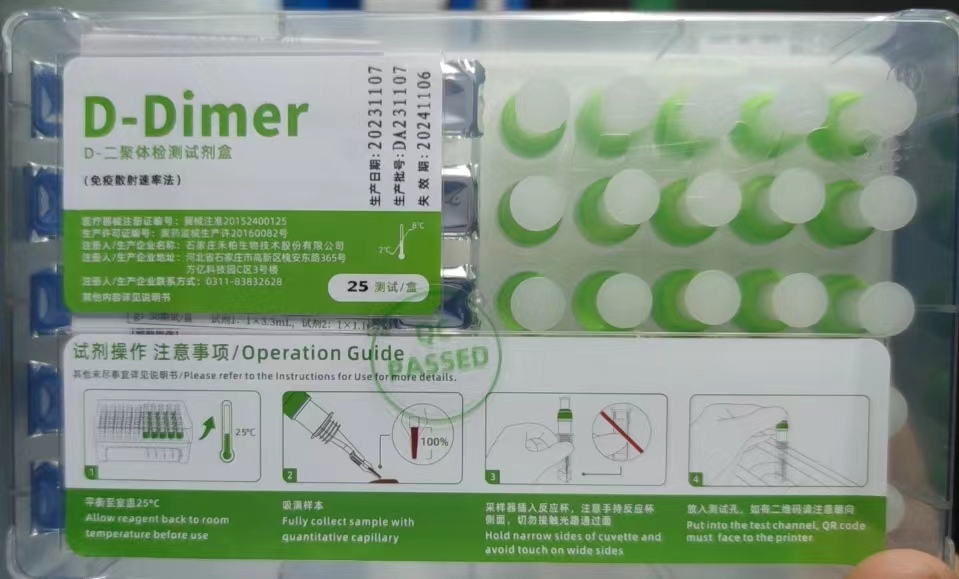 D-Dimer
D-二聚体检测试剂盒
(免疫散射速率法)
生产日期:20231107
生产批号:DA231107
失效期:20241106
医疗器械注册证编号:冀械注准20152400125
生产许可证编号:冀药监械生产许20160082号
注册人/生产企业名称:石家庄禾柏生物技术股份有限公司
注册人/生产企业地址:河北省石家庄市高新区槐安东路365号
方亿科技园C区3号楼
注册人/生产企业联系方式:0311-83832628
其他内容详见说明书
2℃
8℃
25 测试/盒
试剂1: 1×3.3mL, 试剂2: 1×1.1
QC
PASSED
试剂操作 注意事项/Operation Guide
其他未尽事宜详见说明书/Please refer to the Instructions for Use for more details.
25℃
1
100%
2
3
4
平衡至室温25℃
Allow reagent back to room
temperature before use
吸满样本
Fully collect sample with
quantitative capillary
采样器插入反应杯，注意手持反应杯
侧面，切勿接触光路通过面
Hold narrow sides of cuvette and
avoid touch on wide sides
放入测试孔，如有二维码请注意朝向
Put into the test channel, QR code
must face to the printer